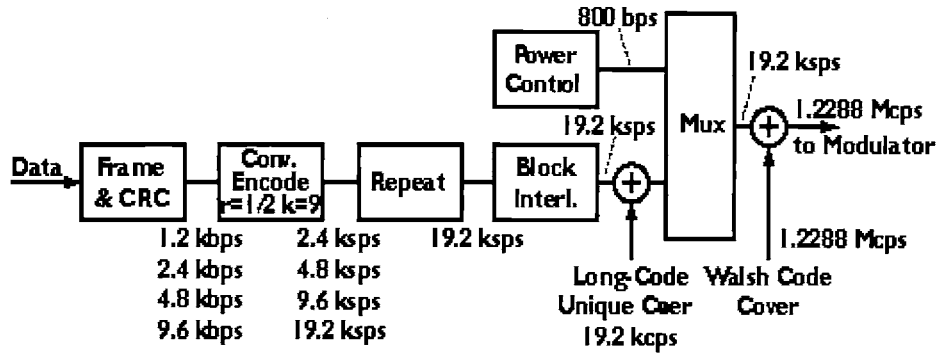 800 bps
Power
Control
19.2 ksps
Mux
1.2288 Mcps
to Modulator
19.2 ksps
Data
Frame
& CRC
Conv.
Encode
r=1/2 k=9
Repeat
Block
Interl.
1.2 kbps
2.4 ksps
19.2 ksps
2.4 kbps
4.8 ksps
4.8 kbps
9.6 ksps
9.6 kbps
19.2 ksps
1.2288 Mcps
Long-Code
Unique Coer
19.2 kcps
Walsh Code
Cover